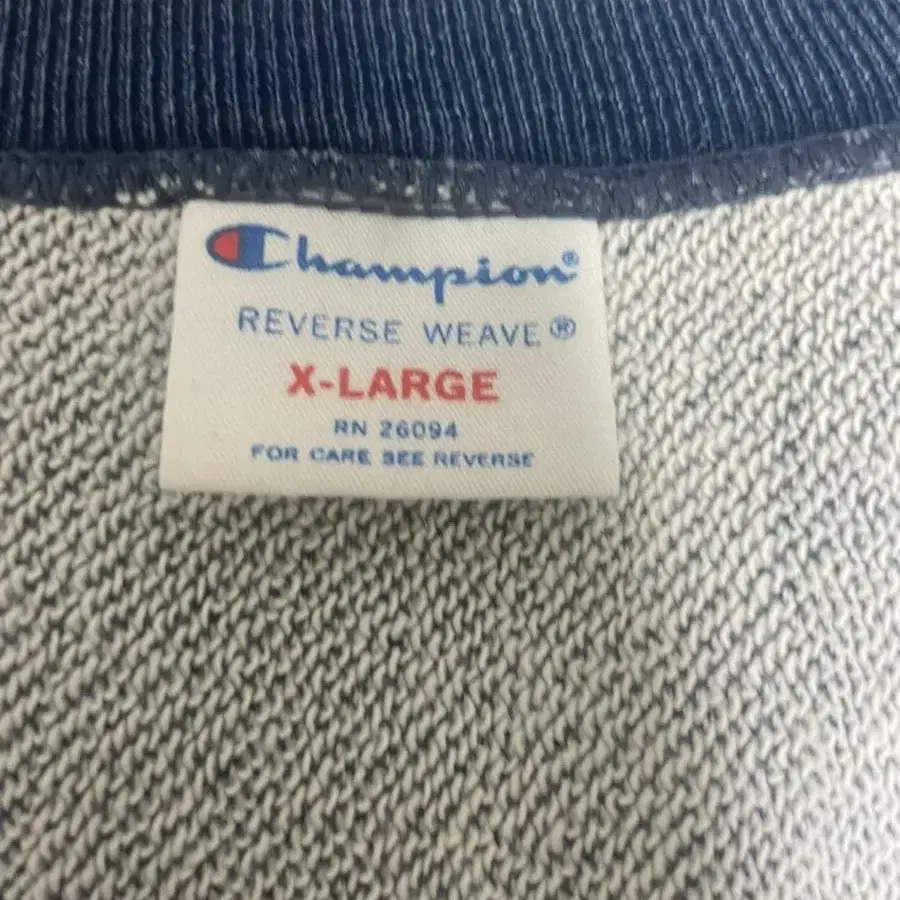 Champion®
REVERSE WEAVE®
X-LARGE
RN 26094
FOR CARE SEE REVERSE